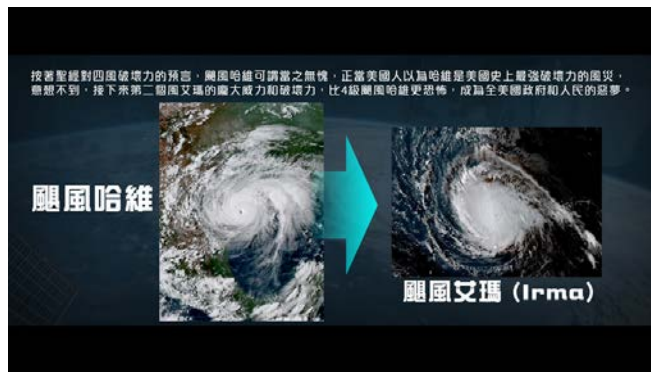 按著聖經對四風破壞力的預言，颶風哈維可謂當之無愧，正當美國人以為哈維是美國史上最強破壞力的風災，
意想不到，接下來第二個風艾瑪的龐大威力和破壞力，比4級颶風哈維更恐怖，成為全美國政府和人民的惡夢。
颶風哈維
颶風艾瑪 (Irma)